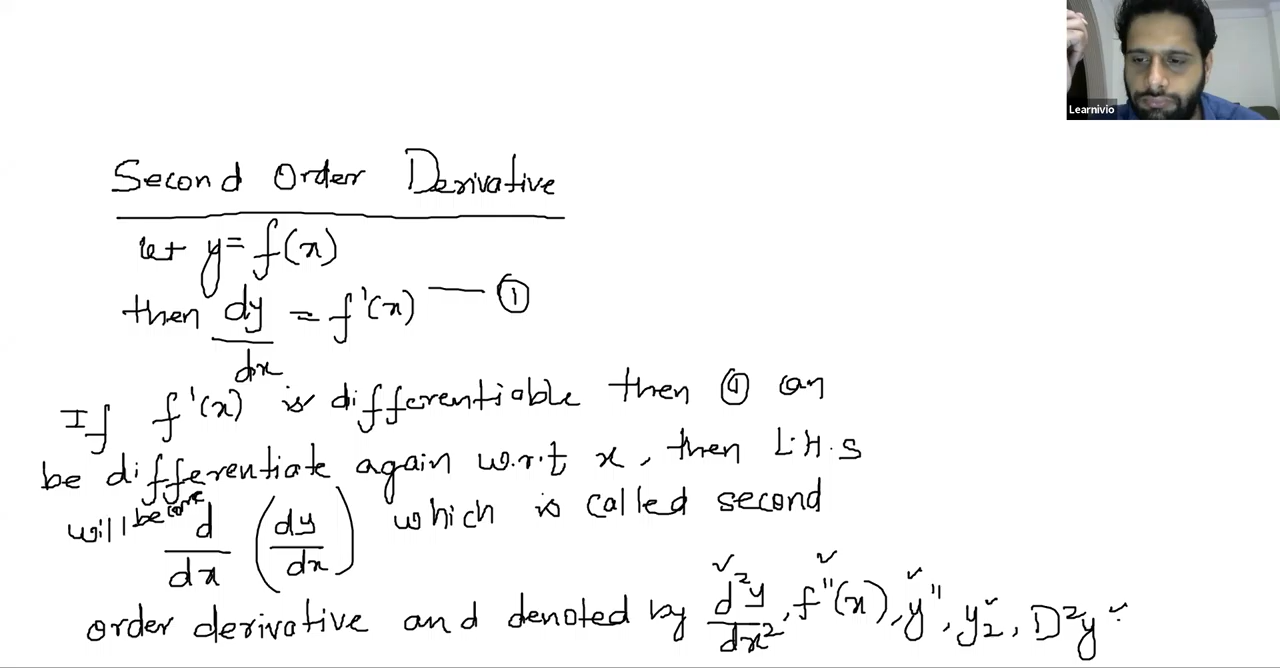 Learnivio
Second Order Derivative
let y = f(x)
then dy/dx = f'(x) — ①
If f'(x) is differentiable then ① can
be differentiate again w.r.t x, then L.H.S
will become d/dx (dy/dx) which is called second
order derivative and denoted by d²y/dx², f''(x), y'', y₂, D²y